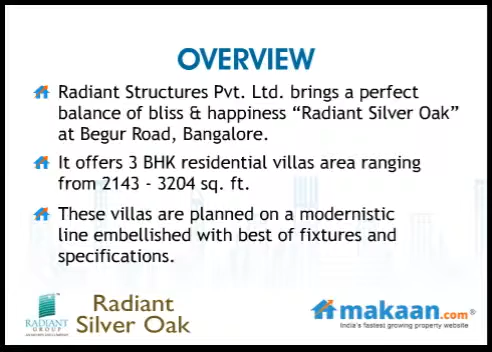 OVERVIEW
Radiant Structures Pvt. Ltd. brings a perfect
balance of bliss & happiness “Radiant Silver Oak”
at Begur Road, Bangalore.
It offers 3 BHK residential villas area ranging
from 2143 - 3204 sq. ft.
These villas are planned on a modernistic
line embellished with best of fixtures and
specifications.
RADIANT
GROUP
Radiant
Silver Oak
makaan.com®
India's fastest growing property website